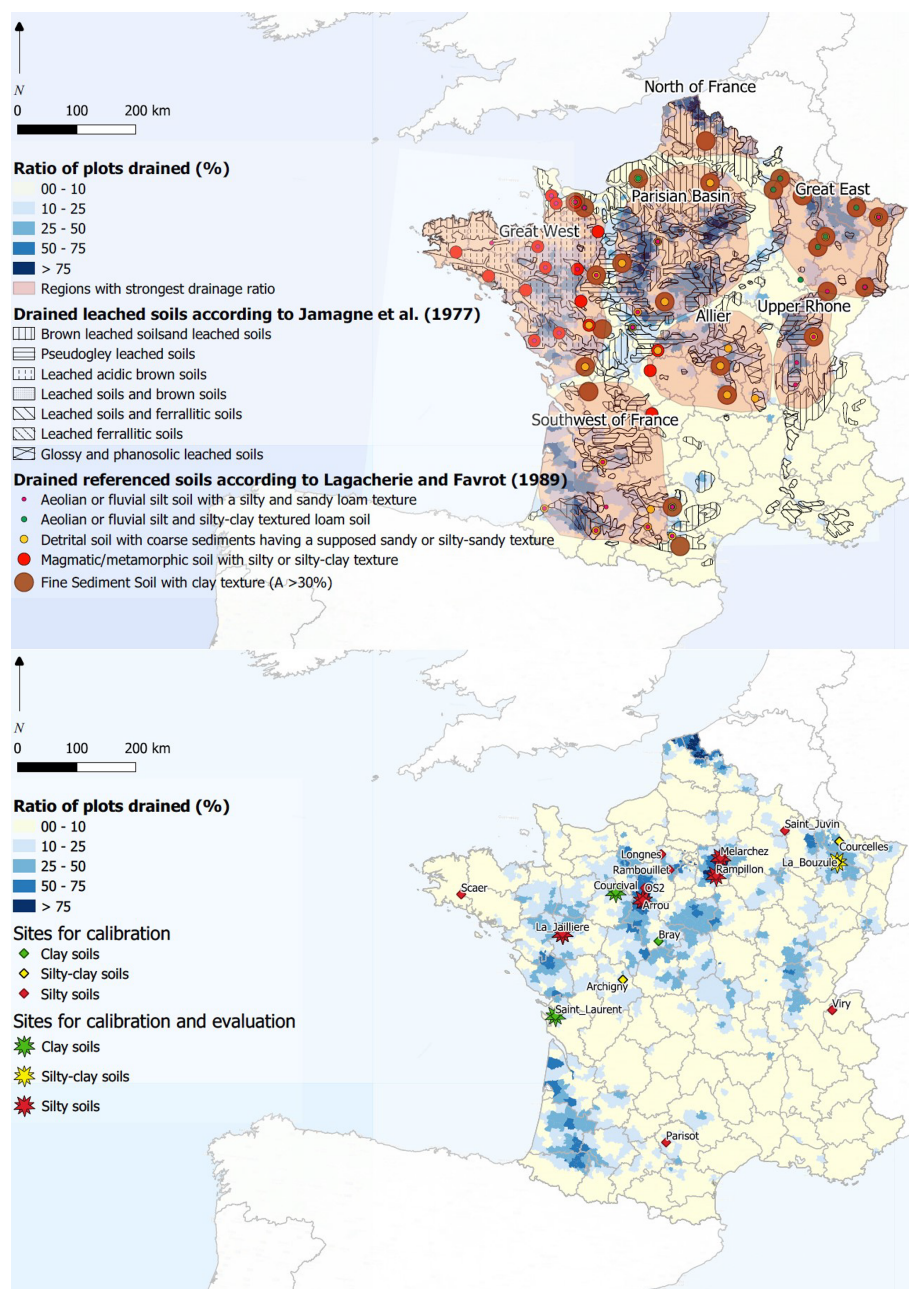 N
0 100 200 km
Ratio of plots drained (%)
00 - 10
10 - 25
25 - 50
50 - 75
> 75
Regions with strongest drainage ratio
Drained leached soils according to Jamagne et al. (1977)
Brown leached soilsand leached soils
Pseudogley leached soils
Leached acidic brown soils
Leached soils and brown soils
Leached soils and ferrallitic soils
Leached ferrallitic soils
Glossy and phanosolic leached soils
Drained referenced soils according to Lagacherie and Favrot (1989)
Aeolian or fluvial silt soil with a silty and sandy loam texture
Aeolian or fluvial silt and silty-clay textured loam soil
Detrital soil with coarse sediments having a supposed sandy or silty-sandy texture
Magmatic/metamorphic soil with silty or silty-clay texture
Fine Sediment Soil with clay texture (A >30%)
North of France
Parisian Basin
Great East
Great West
Allier
Upper Rhone
Southwest of France
N
0 100 200 km
Ratio of plots drained (%)
00 - 10
10 - 25
25 - 50
50 - 75
> 75
Sites for calibration
Clay soils
Silty-clay soils
Silty soils
Sites for calibration and evaluation
Clay soils
Silty-clay soils
Silty soils
Saint_Juvin
Courcelles
La_Bouzule
Longnes
Melarchez
Rambouillet
Rampillon
Scaer
Courcival
OS2
Arrou
La_Jailliere
Bray
Archigny
Saint_Laurent
Viry
Parisot